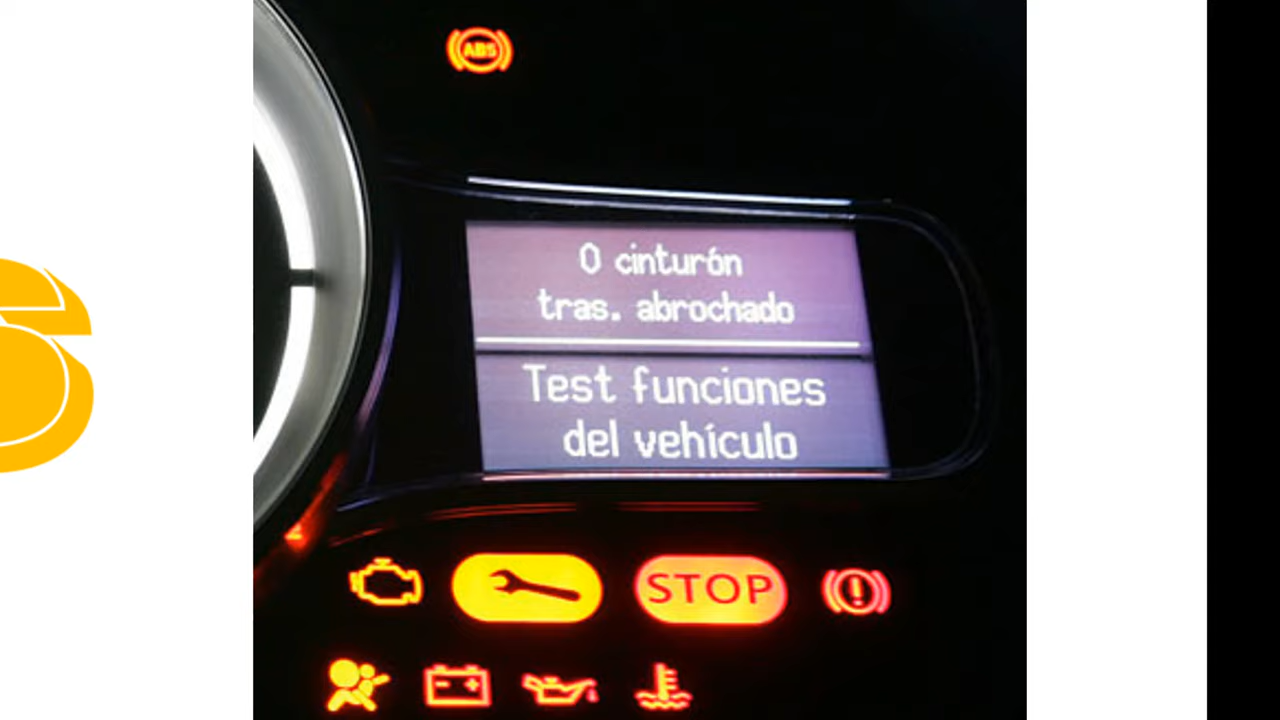 ABS
0 cinturón
tras. abrochado
Test funciones
del vehículo
STOP